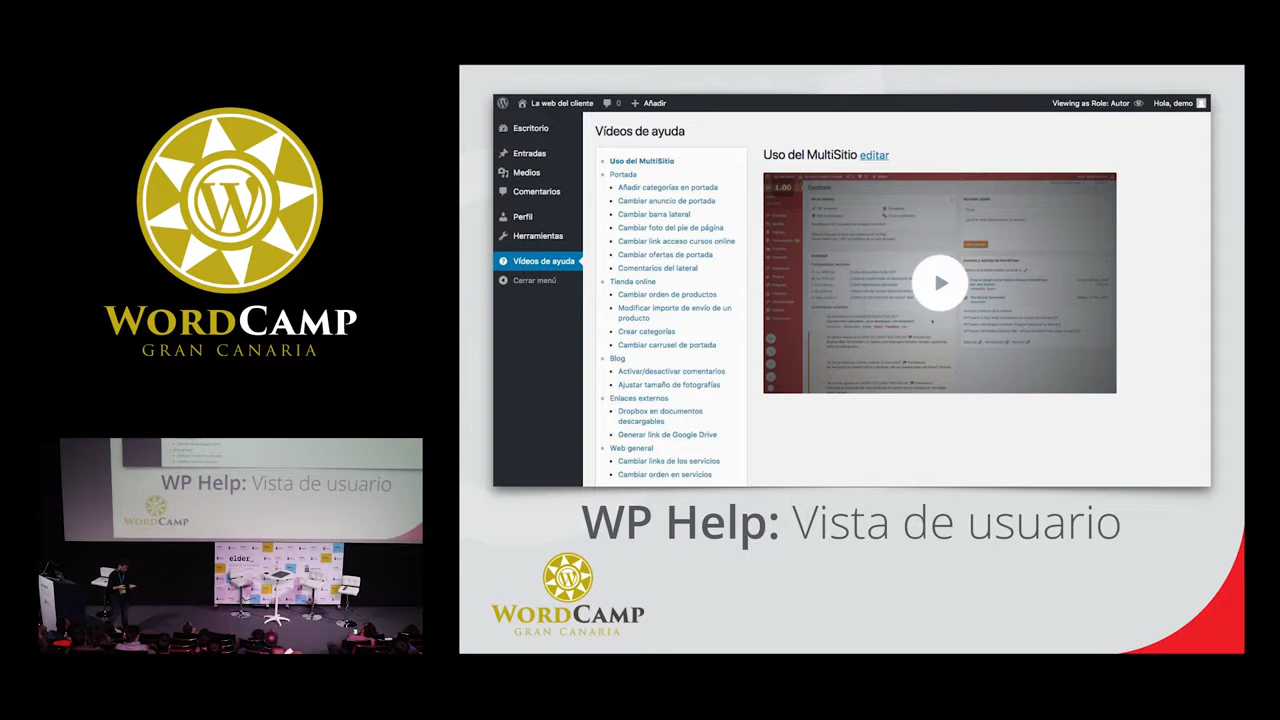 WORDCAMP
GRAN CANARIA
WP Help: Vista de usuario
WORDCAMP
elder_
La web del cliente
0
Añadir
Viewing as Role: Autor
Hola, demo
Escritorio
Entradas
Medios
Comentarios
Perfil
Herramientas
Vídeos de ayuda
Cerrar menú
Vídeos de ayuda
Uso del MultiSitio
Portada
Añadir categorías en portada
Cambiar anuncio de portada
Cambiar barra lateral
Cambiar foto del pie de página
Cambiar link acceso cursos online
Cambiar ofertas de portada
Comentarios del lateral
Tienda online
Cambiar orden de productos
Modificar importe de envío de un
producto
Crear categorías
Cambiar carrusel de portada
Blog
Activar/desactivar comentarios
Ajustar tamaño de fotografías
Enlaces externos
Dropbox en documentos
descargables
Generar link de Google Drive
Web general
Cambiar links de los servicios
Cambiar orden en servicios
Uso del MultiSitio editar
1.00
WP Help: Vista de usuario
WORDCAMP
GRAN CANARIA